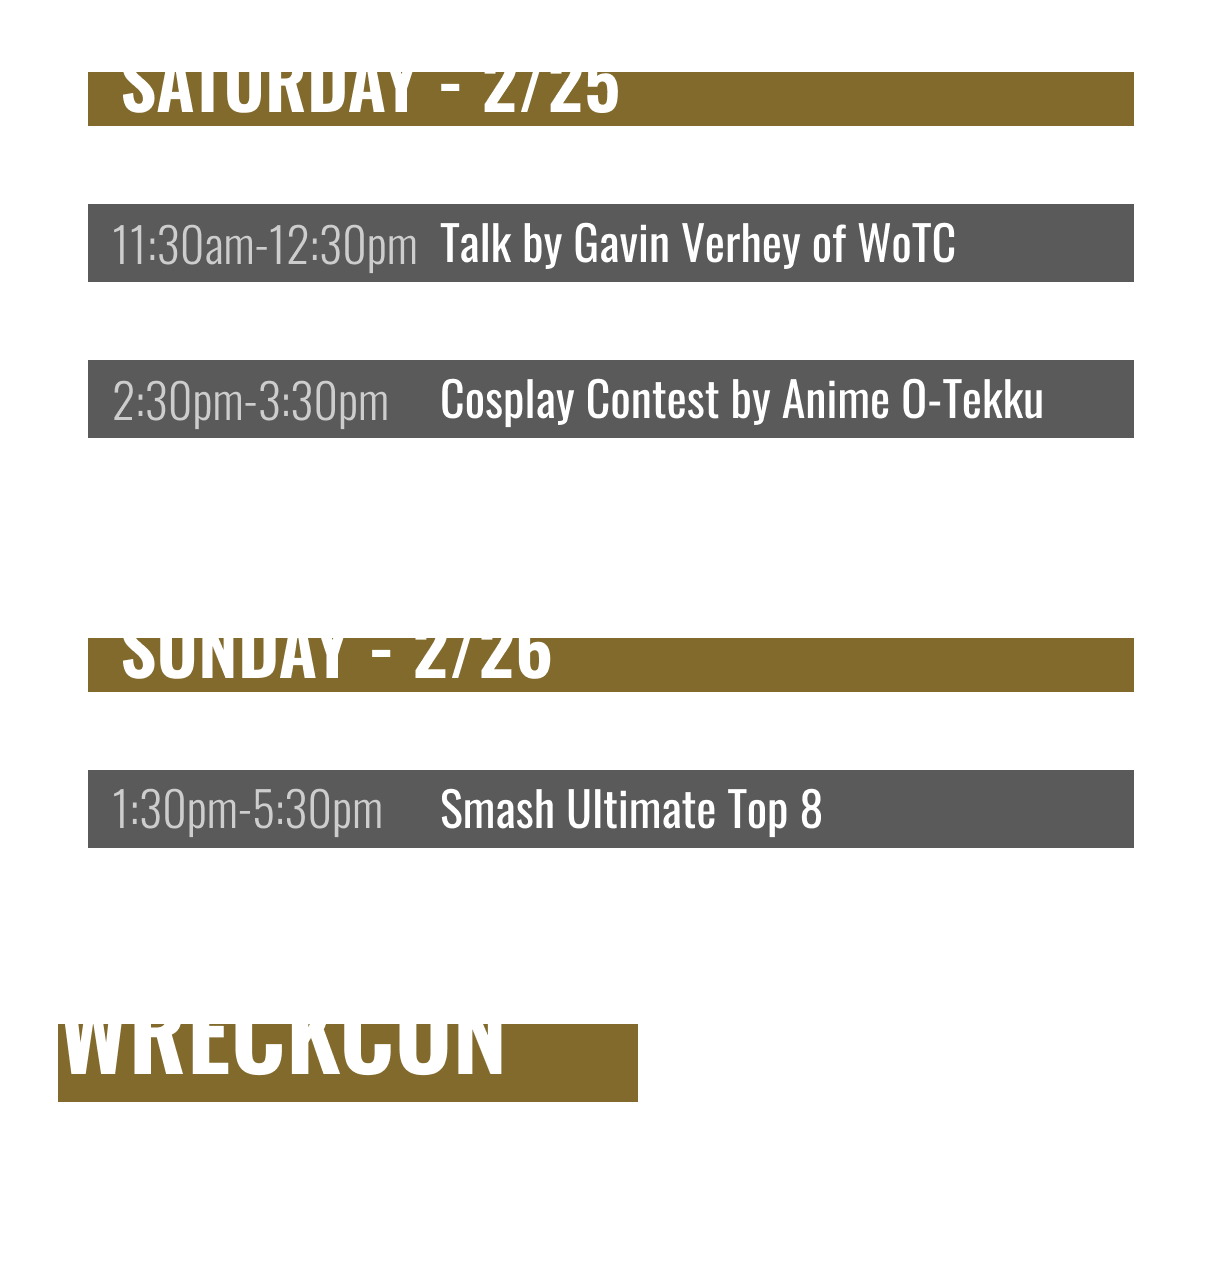 SATURDAY - 2/25
11:30am-12:30pm Talk by Gavin Verhey of WoTC
2:30pm-3:30pm Cosplay Contest by Anime O-Tekku
SUNDAY - 2/26
1:30pm-5:30pm Smash Ultimate Top 8
WRECKCON